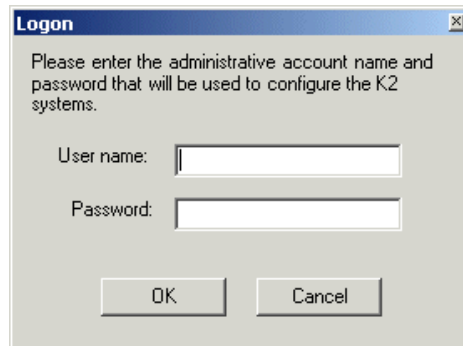 Logon
Please enter the administrative account name and
password that will be used to configure the K2
systems.
User name:
Password:
OK Cancel